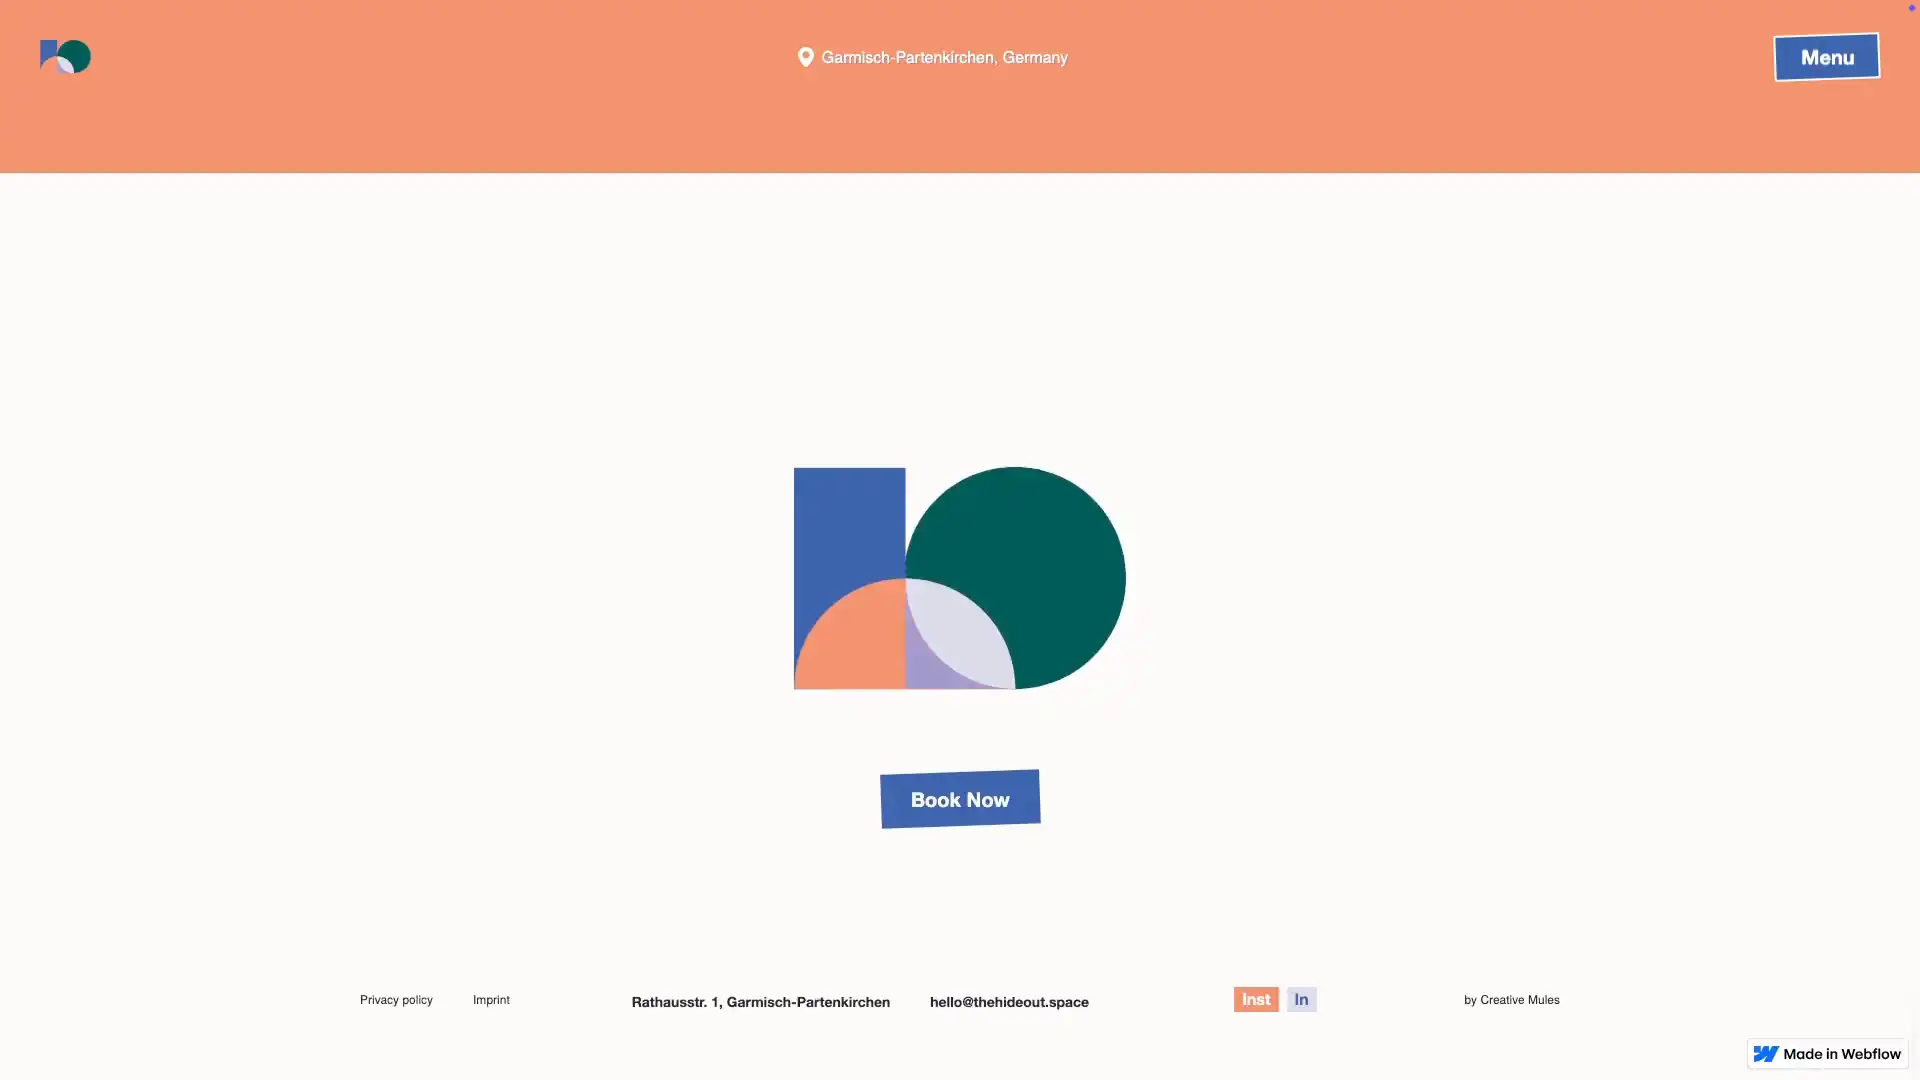 Garmisch-Partenkirchen, Germany
Menu
Book Now
Privacy policy
Imprint
Rathausstr. 1, Garmisch-Partenkirchen
hello@thehideout.space
Inst
In
by Creative Mules
Made in Webflow